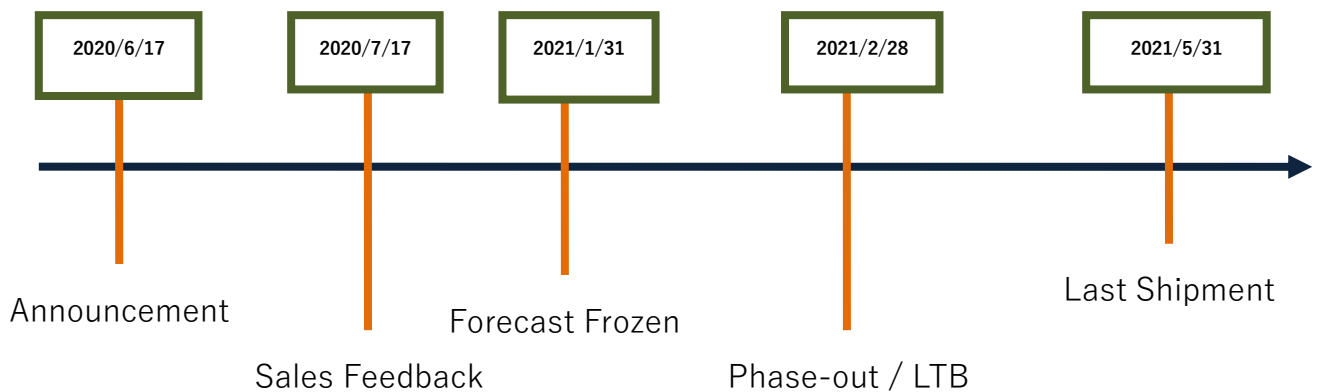 2020/6/17
2020/7/17
2021/1/31
2021/2/28
2021/5/31
Announcement
Sales Feedback
Forecast Frozen
Phase-out / LTB
Last Shipment